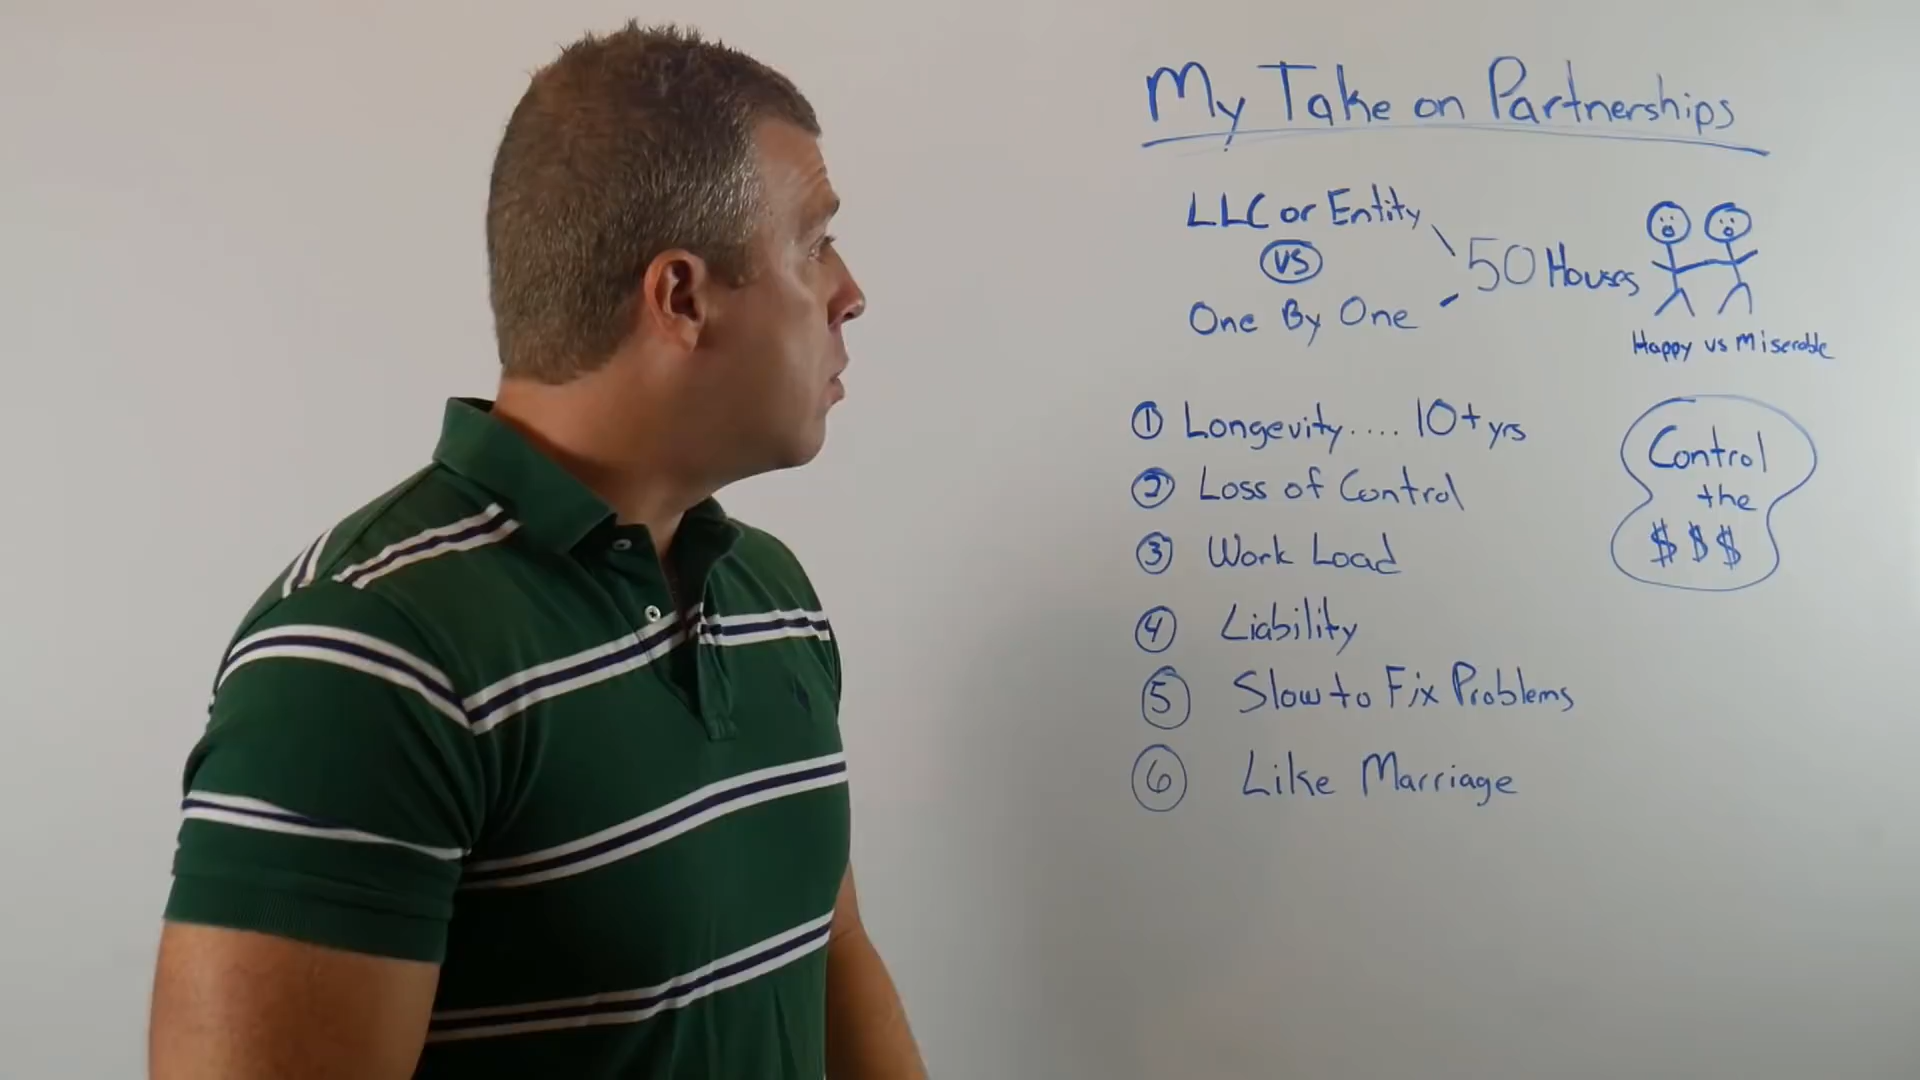 My Take on Partnerships
LLC or Entity
VS
One By One
50 Houses
Happy vs Miserable
① Longevity.... 10+ yrs
② Loss of Control
③ Work Load
④ Liability
⑤ Slow to Fix Problems
⑥ Like Marriage
Control
the
$ $ $